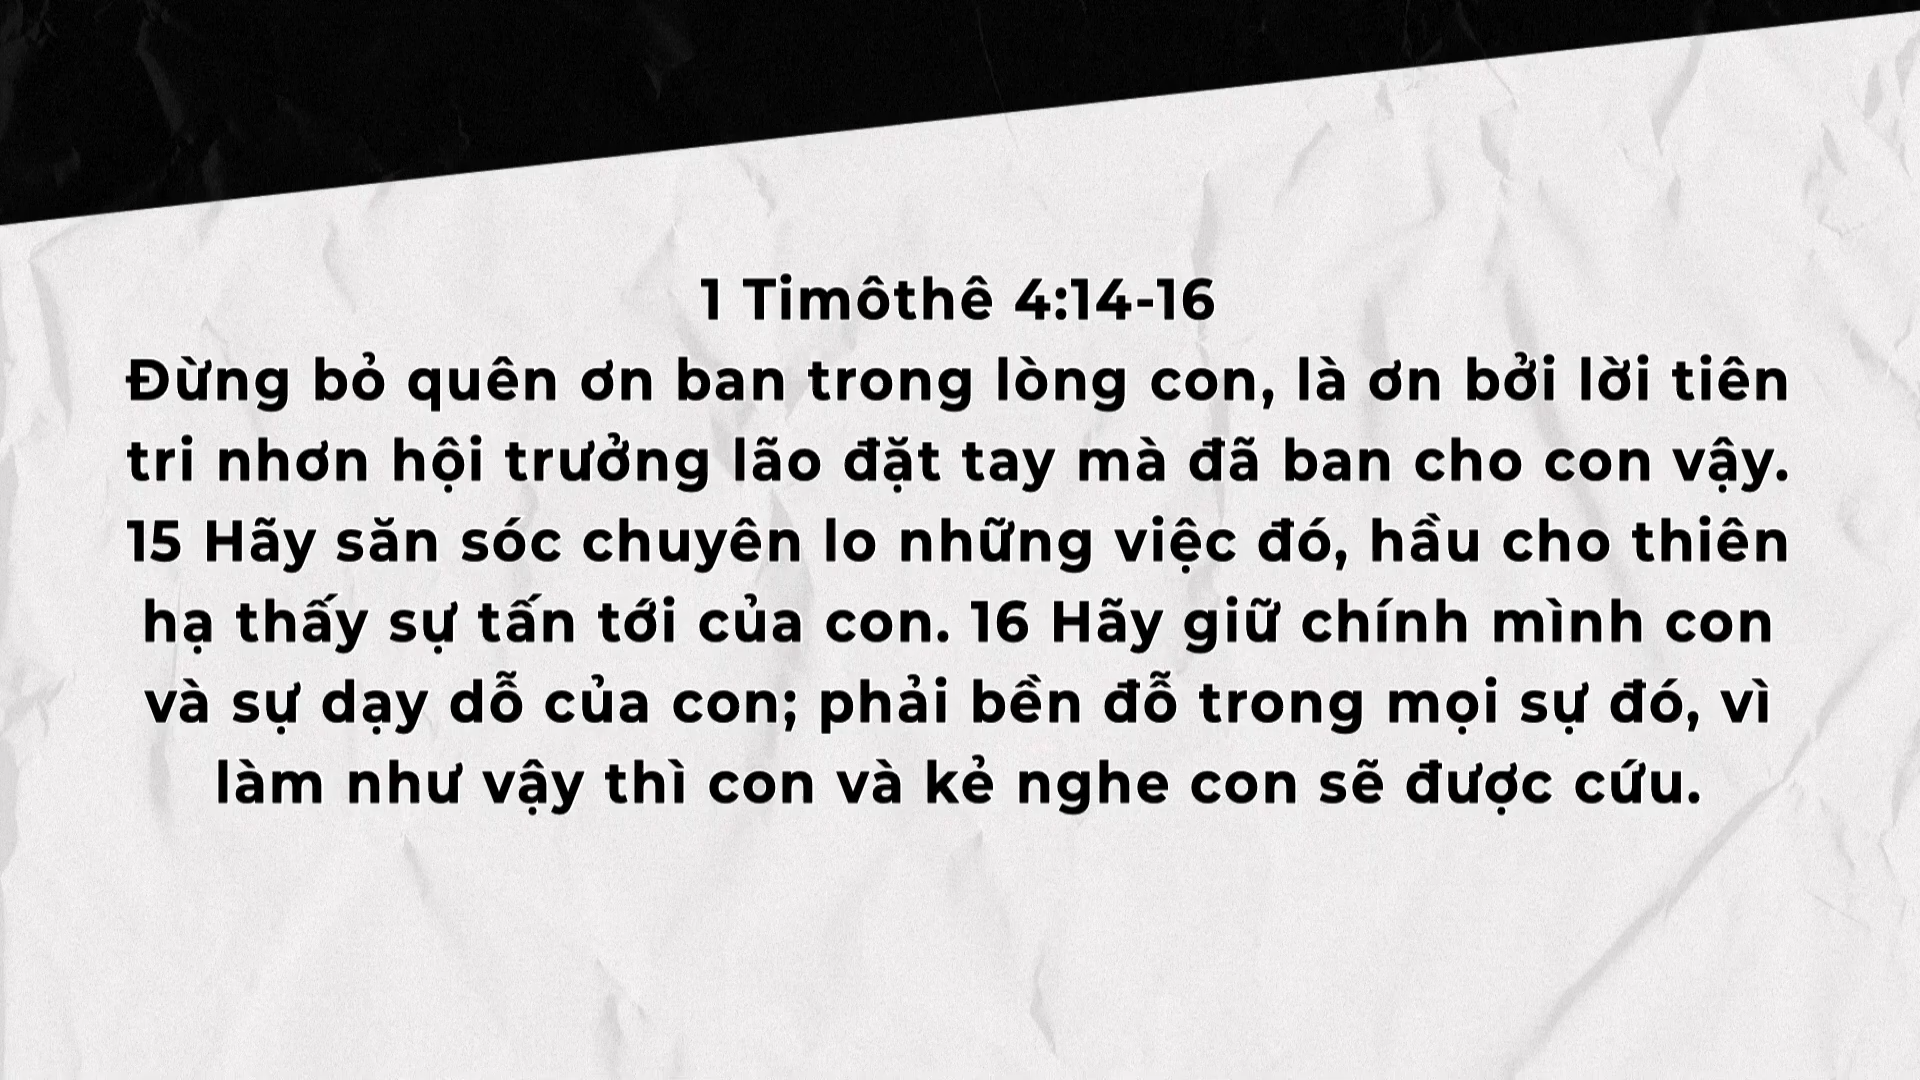 1 Timôthê 4:14-16
Đừng bỏ quên ơn ban trong lòng con, là ơn bởi lời tiên
tri nhơn hội trưởng lão đặt tay mà đã ban cho con vậy.
15 Hãy săn sóc chuyên lo những việc đó, hầu cho thiên
hạ thấy sự tấn tới của con. 16 Hãy giữ chính mình con
và sự dạy dỗ của con; phải bền đỗ trong mọi sự đó, vì
làm như vậy thì con và kẻ nghe con sẽ được cứu.